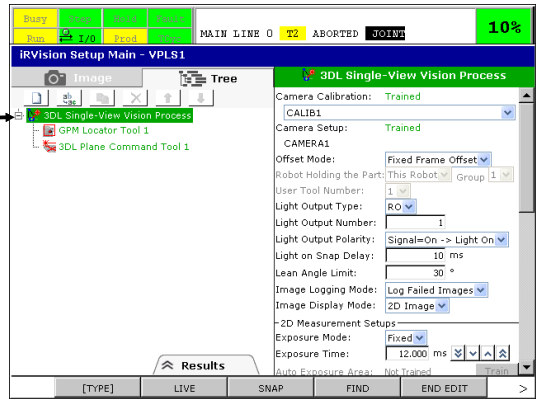 Busy Step Hold Fault
Run I/O Prod TCyc
MAIN LINE 0 T2 ABORTED JOINT
10%
iRVision Setup Main - VPLS1
Image Tree
3DL Single-View Vision Process
ab
3DL Single-View Vision Process
GPM Locator Tool 1
3DL Plane Command Tool 1
Results
Camera Calibration: Trained
CALIB1
Camera Setup: Trained
CAMERA1
Offset Mode: Fixed Frame Offset
Robot Holding the Part: This Robot Group 1
User Tool Number: 1
Light Output Type: RO
Light Output Number: 1
Light Output Polarity: Signal=On -> Light On
Light on Snap Delay: 10 ms
Lean Angle Limit: 30 °
Image Logging Mode: Log Failed Images
Image Display Mode: 2D Image
2D Measurement Setups
Exposure Mode: Fixed
Exposure Time: 12.000 ms
Auto Exposure Area: Not Trained Train
[TYPE] LIVE SNAP FIND END EDIT >